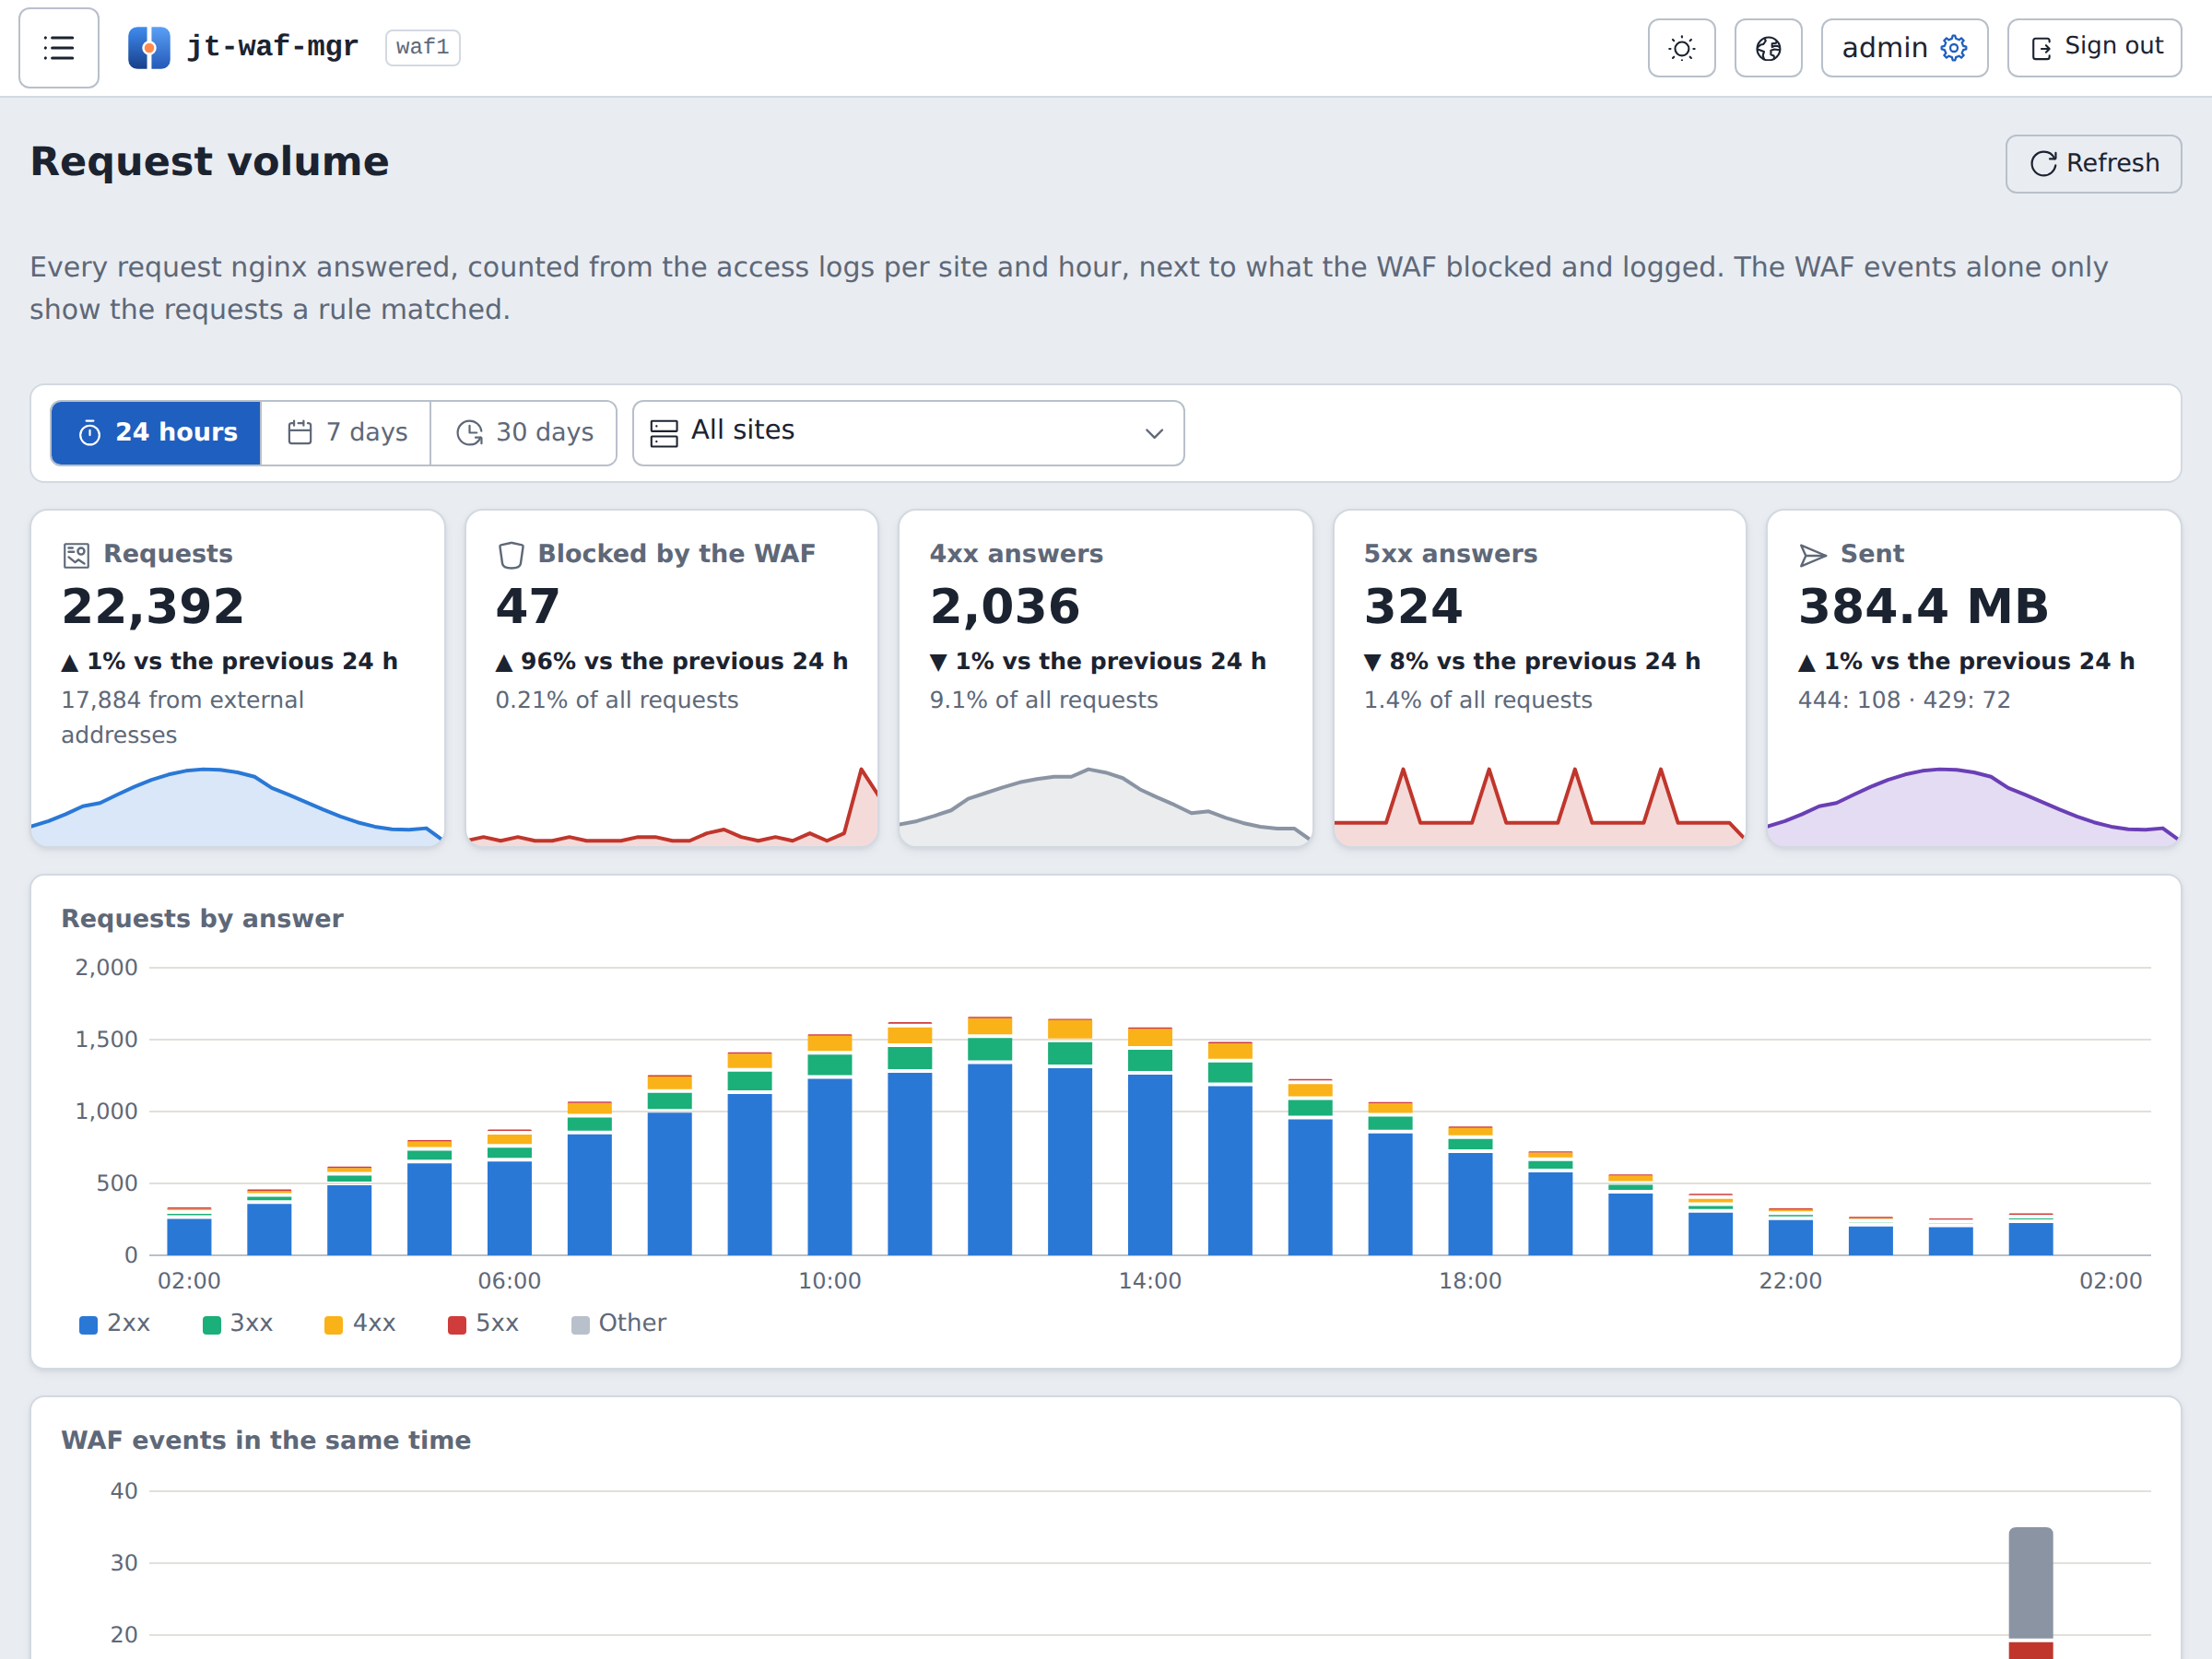 jt-waf-mgr
waf1
admin
Sign out
Request volume
Refresh
Every request nginx answered, counted from the access logs per site and hour, next to what the WAF blocked and logged. The WAF events alone only
show the requests a rule matched.
24 hours
7 days
30 days
All sites
Requests
22,392
▲ 1% vs the previous 24 h
17,884 from external
addresses
Blocked by the WAF
47
▲ 96% vs the previous 24 h
0.21% of all requests
4xx answers
2,036
▼ 1% vs the previous 24 h
9.1% of all requests
5xx answers
324
▼ 8% vs the previous 24 h
1.4% of all requests
Sent
384.4 MB
▲ 1% vs the previous 24 h
444: 108 · 429: 72
Requests by answer
2,000
1,500
1,000
500
0
02:00
06:00
10:00
14:00
18:00
22:00
02:00
2xx
3xx
4xx
5xx
Other
WAF events in the same time
40
30
20